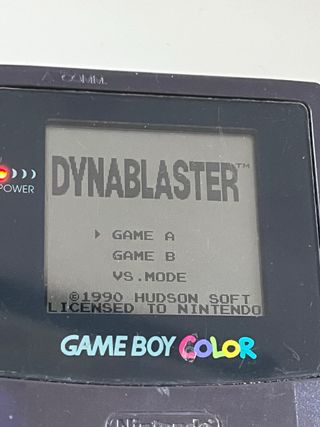 COMM.
POWER
DYNABLASTER™
GAME A
GAME B
VS.MODE
©1990 HUDSON SOFT
LICENSED TO NINTENDO
GAME BOY COLOR
Nintendo